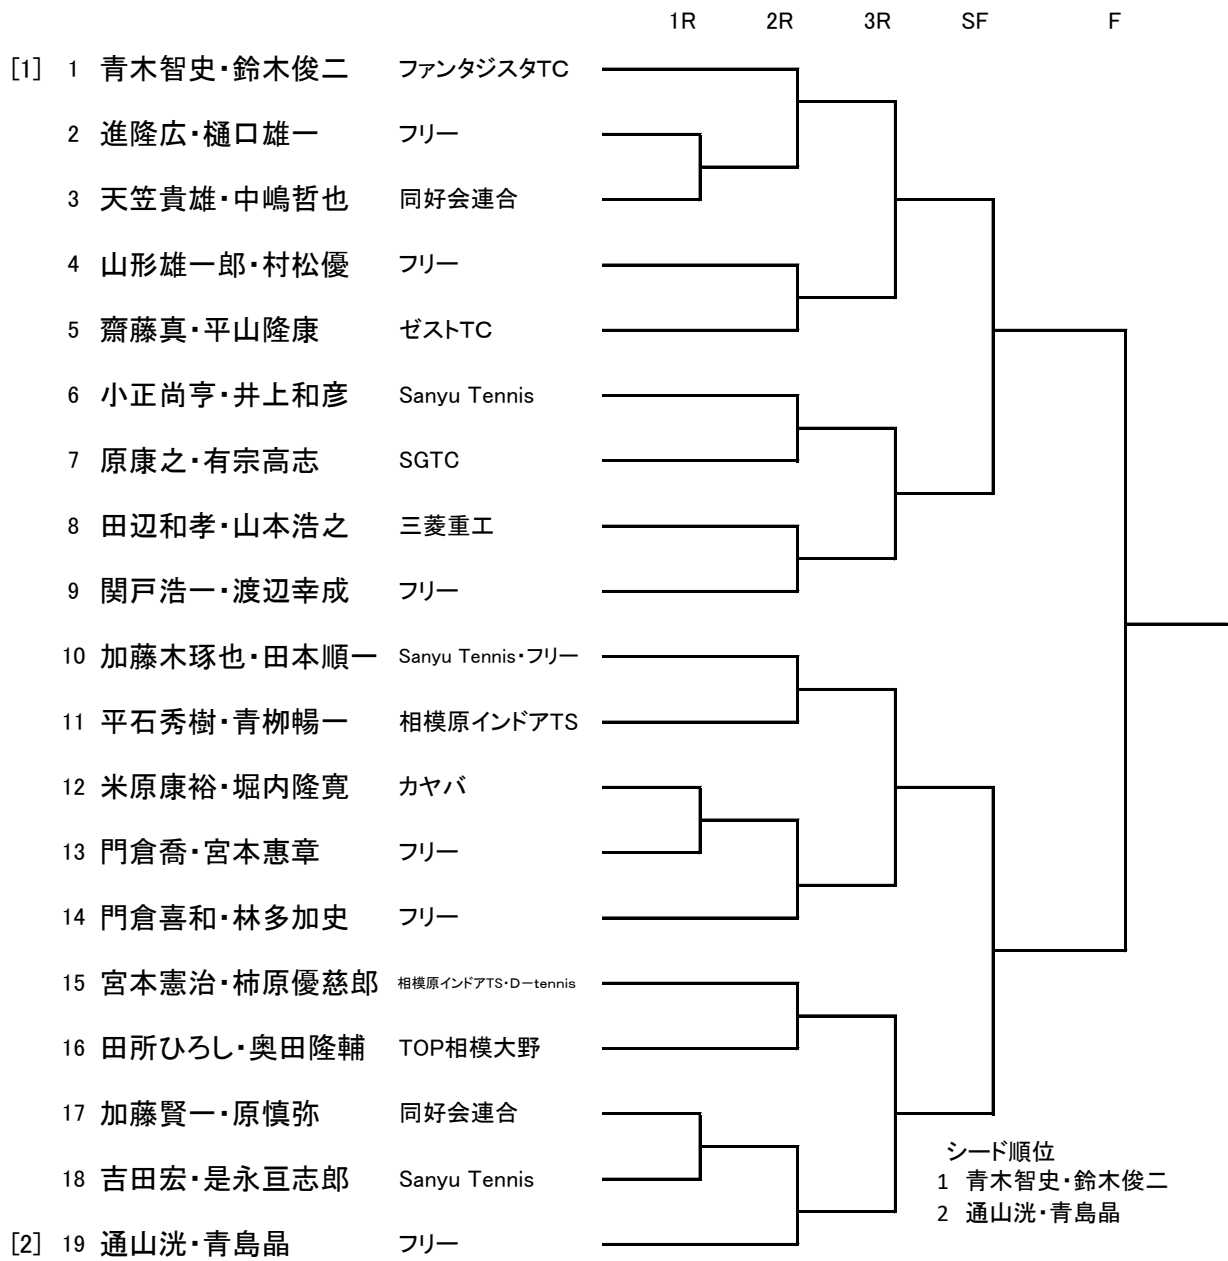 1R 2R 3R SF F
[1] 1 青木智史・鈴木俊二 ファンタジスタTC
2 進隆広・樋口雄一 フリー
3 天笠貴雄・中嶋哲也 同好会連合
4 山形雄一郎・村松優 フリー
5 齋藤真・平山隆康 ゼストTC
6 小正尚亨・井上和彦 Sanyu Tennis
7 原康之・有宗高志 SGTC
8 田辺和孝・山本浩之 三菱重工
9 関戸浩一・渡辺幸成 フリー
10 加藤木琢也・田本順一 Sanyu Tennis・フリー
11 平石秀樹・青栁暢一 相模原インドアTS
12 米原康裕・堀内隆寛 カヤバ
13 門倉喬・宮本惠章 フリー
14 門倉喜和・林多加史 フリー
15 宮本憲治・柿原優慈郎 相模原インドアTS・D－tennis
16 田所ひろし・奥田隆輔 TOP相模大野
17 加藤賢一・原慎弥 同好会連合
18 吉田宏・是永亘志郎 Sanyu Tennis
[2] 19 通山洸・青島晶 フリー
シード順位
1 青木智史・鈴木俊二
2 通山洸・青島晶